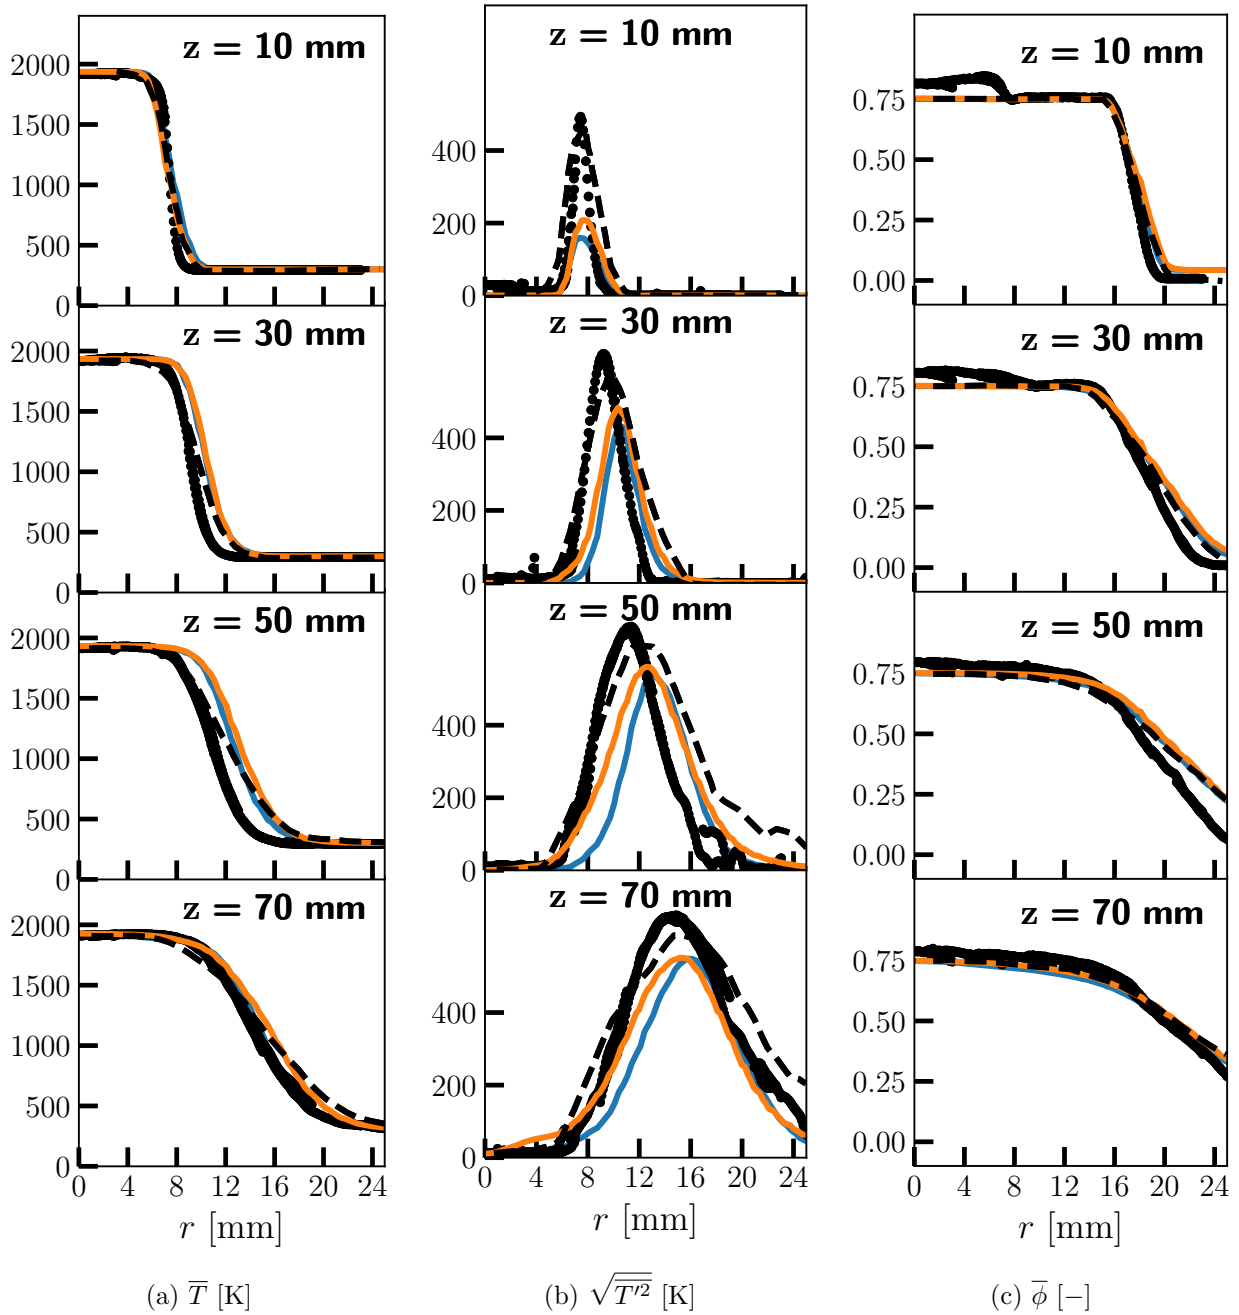 z = 10 mm
2000
1500
1000
500
0
z = 30 mm
2000
1500
1000
500
0
z = 50 mm
2000
1500
1000
500
0
z = 70 mm
2000
1500
1000
500
0
0 4 8 12 16 20 24
r [mm]
(a) T̅ [K]
z = 10 mm
400
200
0
z = 30 mm
400
200
0
z = 50 mm
400
200
0
z = 70 mm
400
200
0
0 4 8 12 16 20 24
r [mm]
(b) √(T′²)̅ [K]
z = 10 mm
0.75
0.50
0.25
0.00
z = 30 mm
0.75
0.50
0.25
0.00
z = 50 mm
0.75
0.50
0.25
0.00
z = 70 mm
0.75
0.50
0.25
0.00
0 4 8 12 16 20 24
r [mm]
(c) ϕ̅ [−]